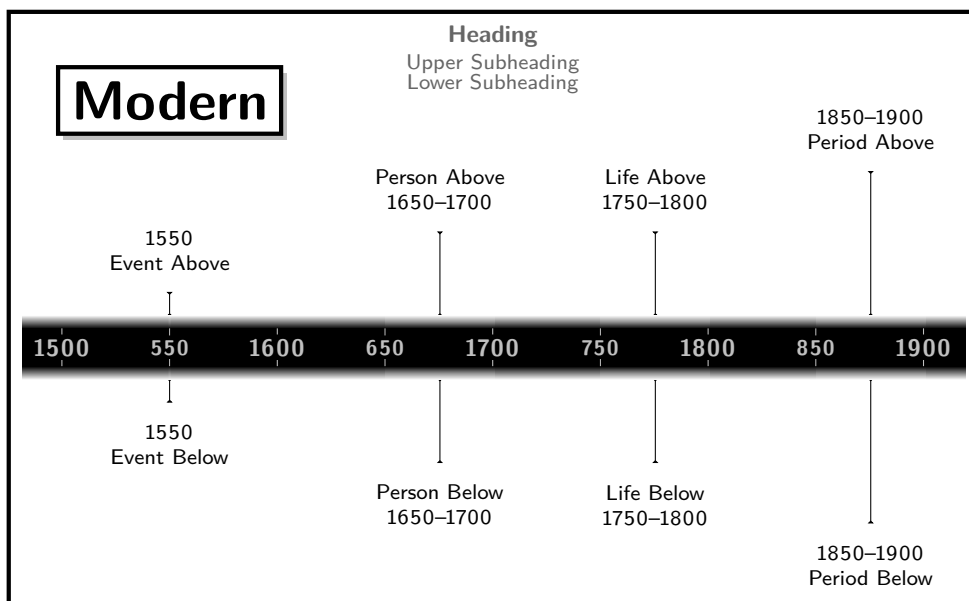 Heading
Upper Subheading
Lower Subheading
Modern
1850–1900
Period Above
Person Above
1650–1700
Life Above
1750–1800
1550
Event Above
1500 550 1600 650 1700 750 1800 850 1900
1550
Event Below
Person Below
1650–1700
Life Below
1750–1800
1850–1900
Period Below